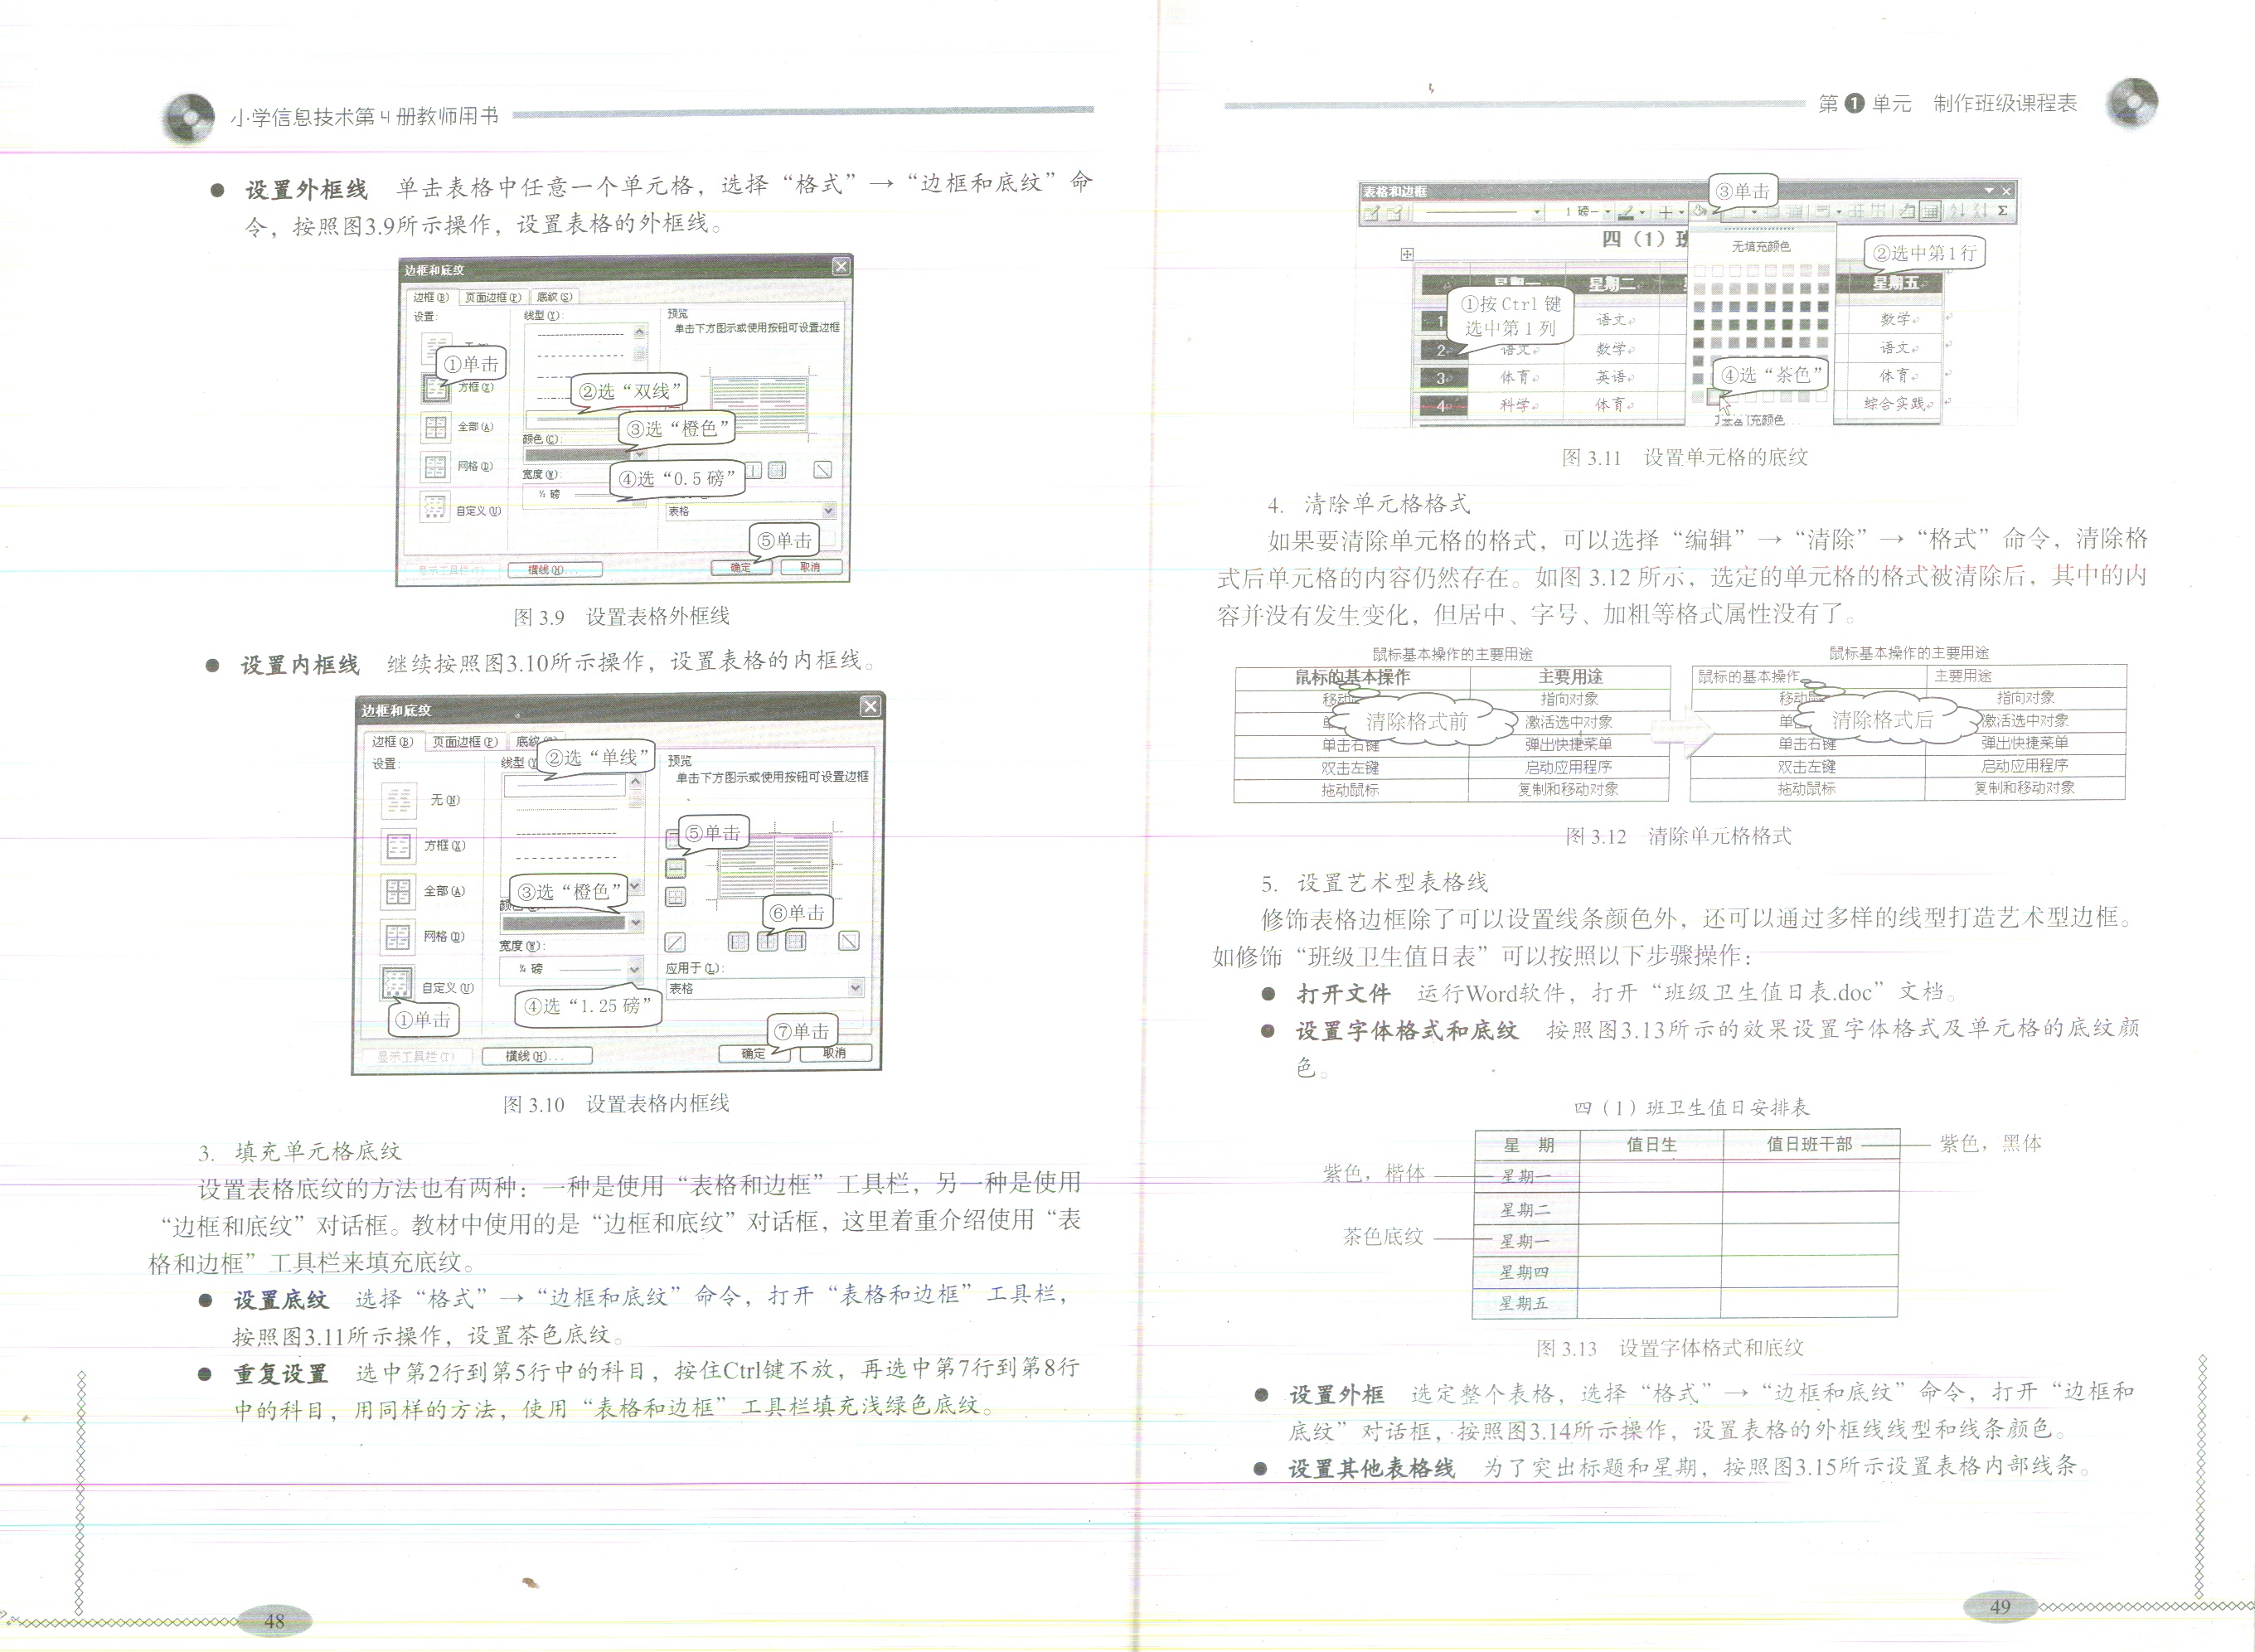 小学信息技术第4册教师用书
● 设置外框线 单击表格中任意一个单元格，选择“格式”→“边框和底纹”命
令，按照图3.9所示操作，设置表格的外框线。
边框和底纹
边框(B) 页面边框(P) 底纹(S)
设置: 线型(Y): 预览
单击下方图示或使用按钮可设置边框
①单击
方框(X)
②选“双线”
全部(A)
③选“橙色”
颜色(C):
网格(D)
宽度(W):
④选“0.5 磅”
½ 磅
自定义(U)
表格
⑤单击
显示工具栏(T) 横线(H)... 确定 取消
图 3.9 设置表格外框线
● 设置内框线 继续按照图3.10所示操作，设置表格的内框线。
边框和底纹
边框(B) 页面边框(P) 底纹
②选“单线”
设置: 线型 预览
单击下方图示或使用按钮可设置边框
无(N)
⑤单击
方框(X)
全部(A)
③选“橙色”
⑥单击
网格(D)
宽度(W):
¼ 磅
应用于(L):
自定义(U)
表格
④选“1.25 磅”
①单击
⑦单击
显示工具栏(T) 横线(H)... 确定 取消
图 3.10 设置表格内框线
3. 填充单元格底纹
设置表格底纹的方法也有两种：一种是使用“表格和边框”工具栏，另一种是使用
“边框和底纹”对话框。教材中使用的是“边框和底纹”对话框，这里着重介绍使用“表
格和边框”工具栏来填充底纹。
● 设置底纹 选择“格式”→“边框和底纹”命令，打开“表格和边框”工具栏，
按照图3.11所示操作，设置茶色底纹。
● 重复设置 选中第2行到第5行中的科目，按住Ctrl键不放，再选中第7行到第8行
中的科目，用同样的方法，使用“表格和边框”工具栏填充浅绿色底纹。
48
第1单元 制作班级课程表
表格和边框
③单击
1 磅
四（1）班
无填充颜色
②选中第1行
星期一 星期二 星期五
①按 Ctrl 键
选中第 1 列
1 语文 数学
2 语文 数学 语文
3 体育 英语 体育
④选“茶色”
4 科学 体育 综合实践
茶色 充颜色...
图 3.11 设置单元格的底纹
4. 清除单元格格式
如果要清除单元格的格式，可以选择“编辑”→“清除”→“格式”命令，清除格
式后单元格的内容仍然存在。如图 3.12 所示，选定的单元格的格式被清除后，其中的内
容并没有发生变化，但居中、字号、加粗等格式属性没有了。
鼠标基本操作的主要用途
鼠标的基本操作 主要用途
移动 指向对象
单 激活选中对象
清除格式前
单击右键 弹出快捷菜单
双击左键 启动应用程序
拖动鼠标 复制和移动对象
鼠标基本操作的主要用途
鼠标的基本操作 主要用途
移动 指向对象
单 激活选中对象
清除格式后
单击右键 弹出快捷菜单
双击左键 启动应用程序
拖动鼠标 复制和移动对象
图 3.12 清除单元格格式
5. 设置艺术型表格线
修饰表格边框除了可以设置线条颜色外，还可以通过多样的线型打造艺术型边框。
如修饰“班级卫生值日表”可以按照以下步骤操作：
● 打开文件 运行Word软件，打开“班级卫生值日表.doc”文档。
● 设置字体格式和底纹 按照图3.13所示的效果设置字体格式及单元格的底纹颜
色。
四（1）班卫生值日安排表
星 期 值日生 值日班干部 紫色，黑体
紫色，楷体 星期一
星期二
茶色底纹 星期一
星期四
星期五
图 3.13 设置字体格式和底纹
● 设置外框 选定整个表格，选择“格式”→“边框和底纹”命令，打开“边框和
底纹”对话框，按照图3.14所示操作，设置表格的外框线线型和线条颜色。
● 设置其他表格线 为了突出标题和星期，按照图3.15所示设置表格内部线条。
49